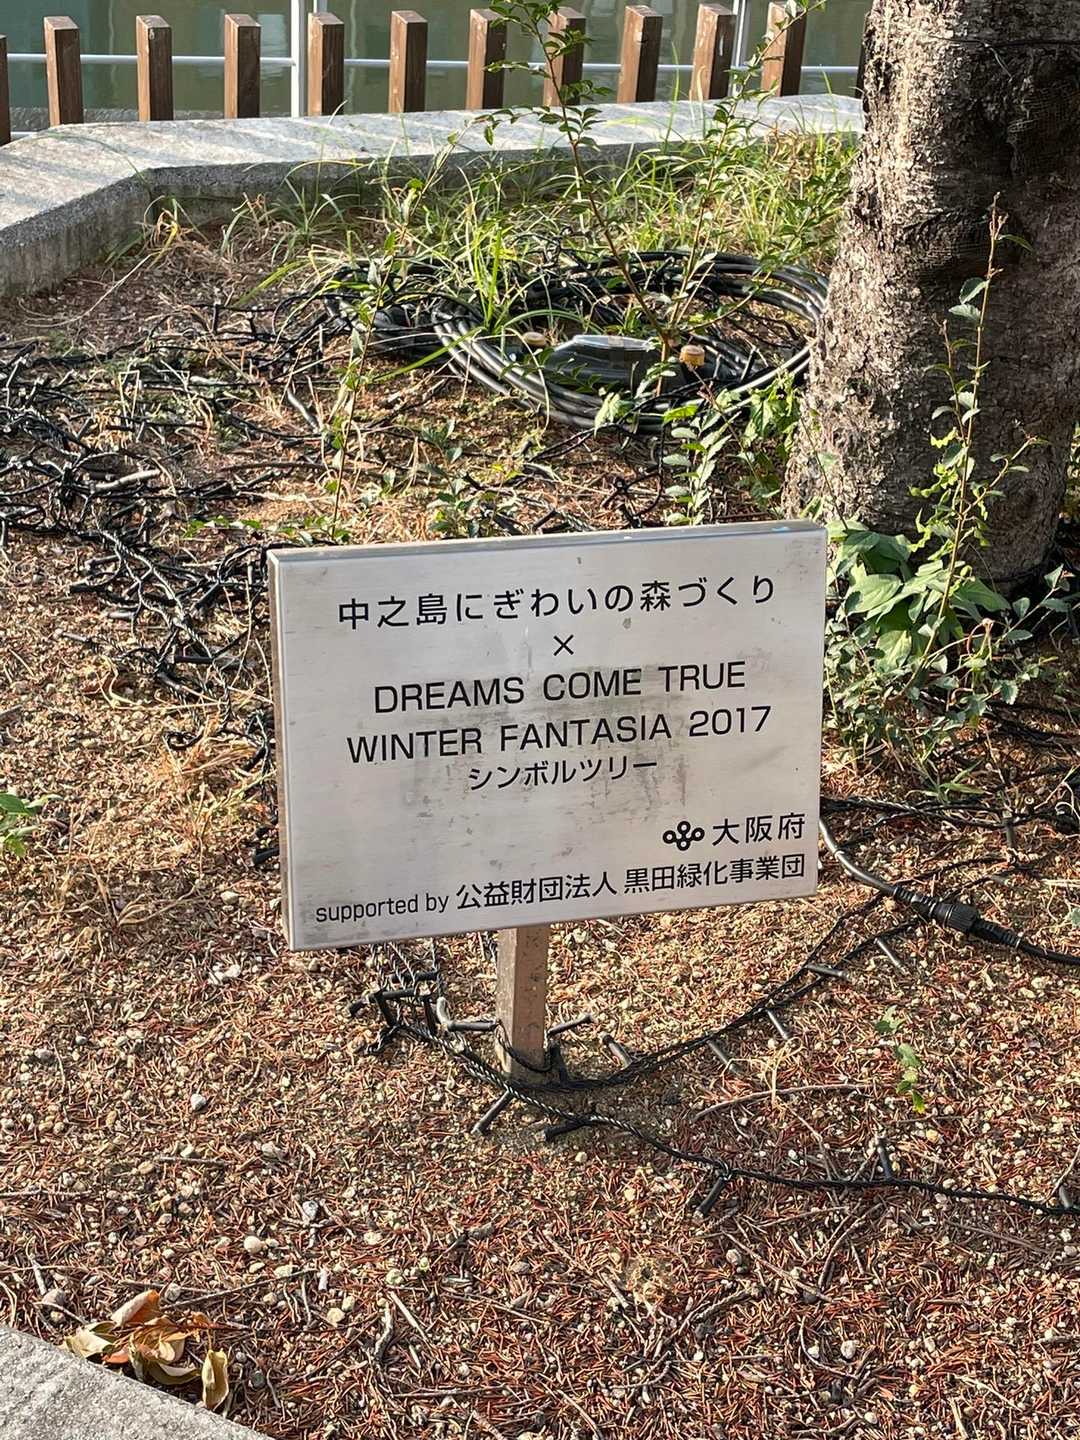 中之島にぎわいの森づくり
×
DREAMS COME TRUE
WINTER FANTASIA 2017
シンボルツリー
大阪府
supported by 公益財団法人 黒田緑化事業団